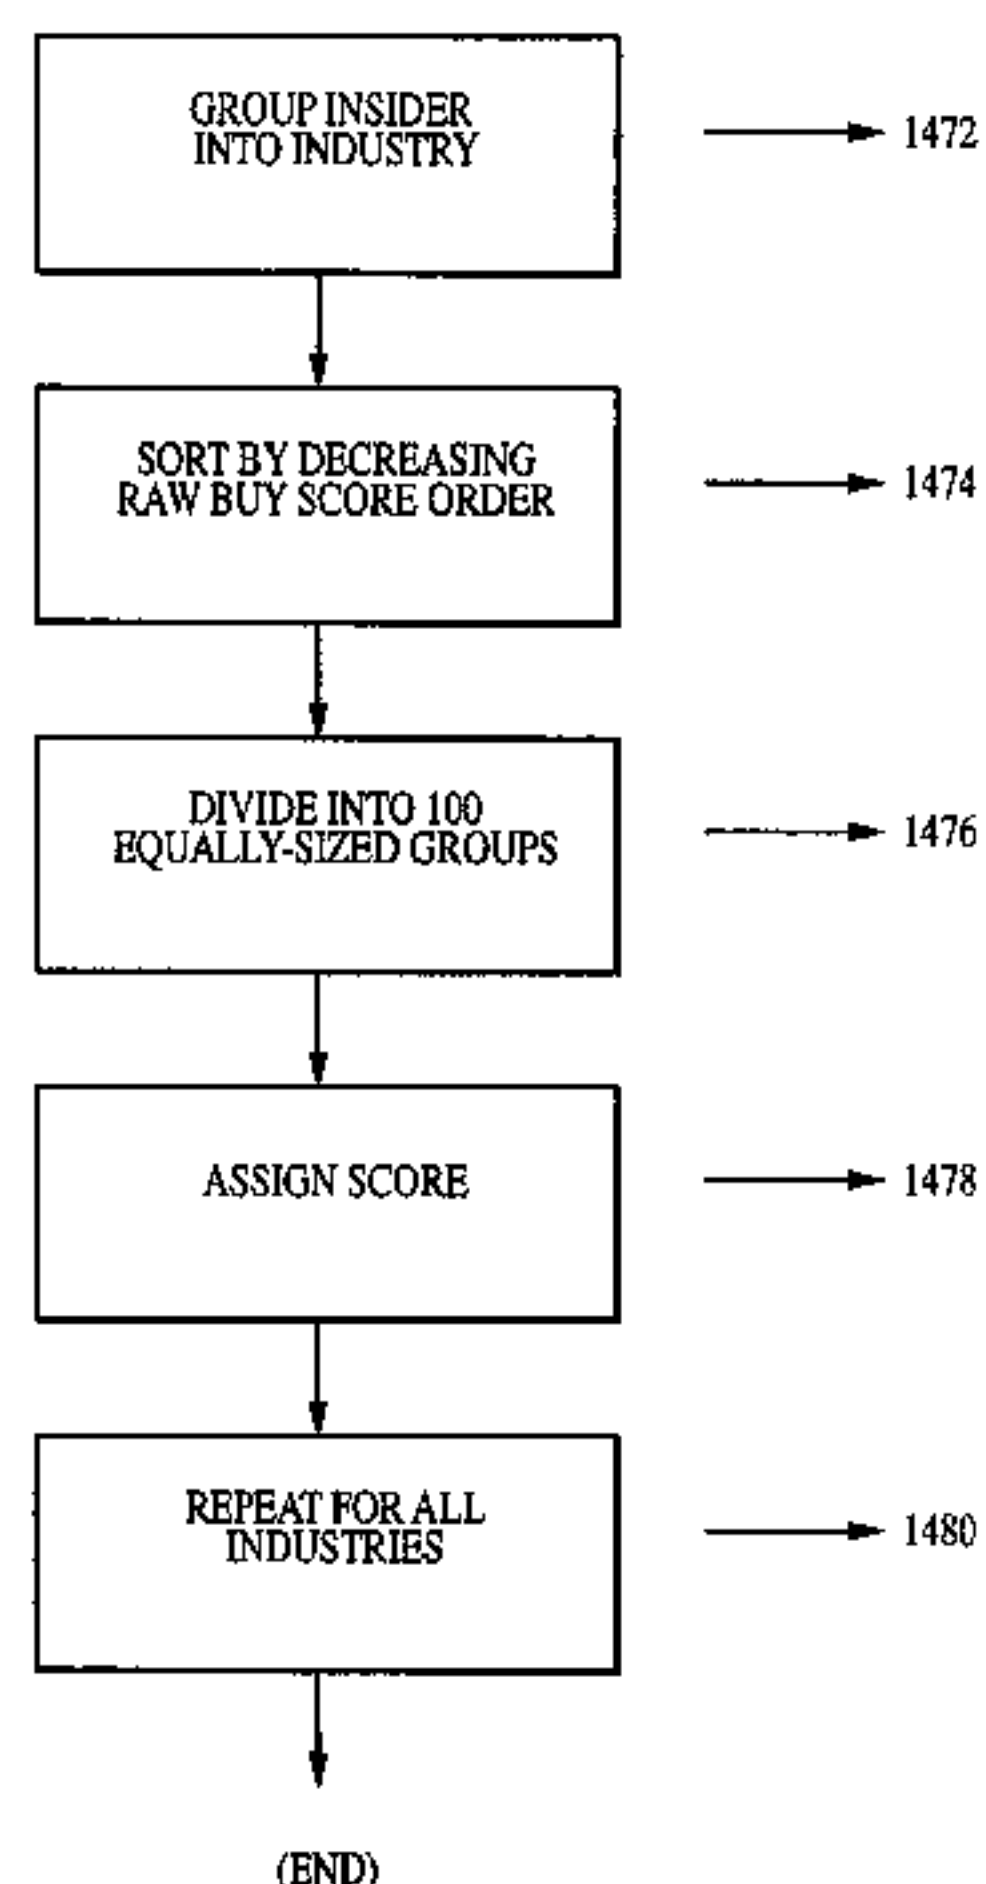 GROUP INSIDER
INTO INDUSTRY
1472
SORT BY DECREASING
RAW BUY SCORE ORDER
1474
DIVIDE INTO 100
EQUALLY-SIZED GROUPS
1476
ASSIGN SCORE
1478
REPEAT FOR ALL
INDUSTRIES
1480
(END)